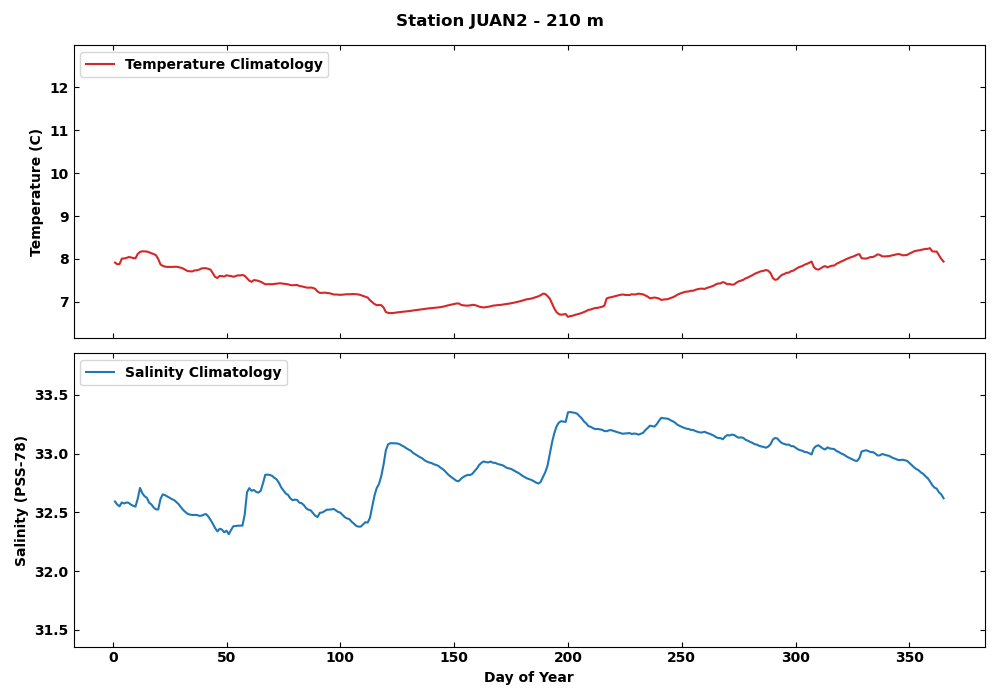 Station JUAN2 - 210 m
Temperature Climatology
Temperature (C)
12
11
10
9
8
7
Salinity Climatology
Salinity (PSS-78)
33.5
33.0
32.5
32.0
31.5
0 50 100 150 200 250 300 350
Day of Year